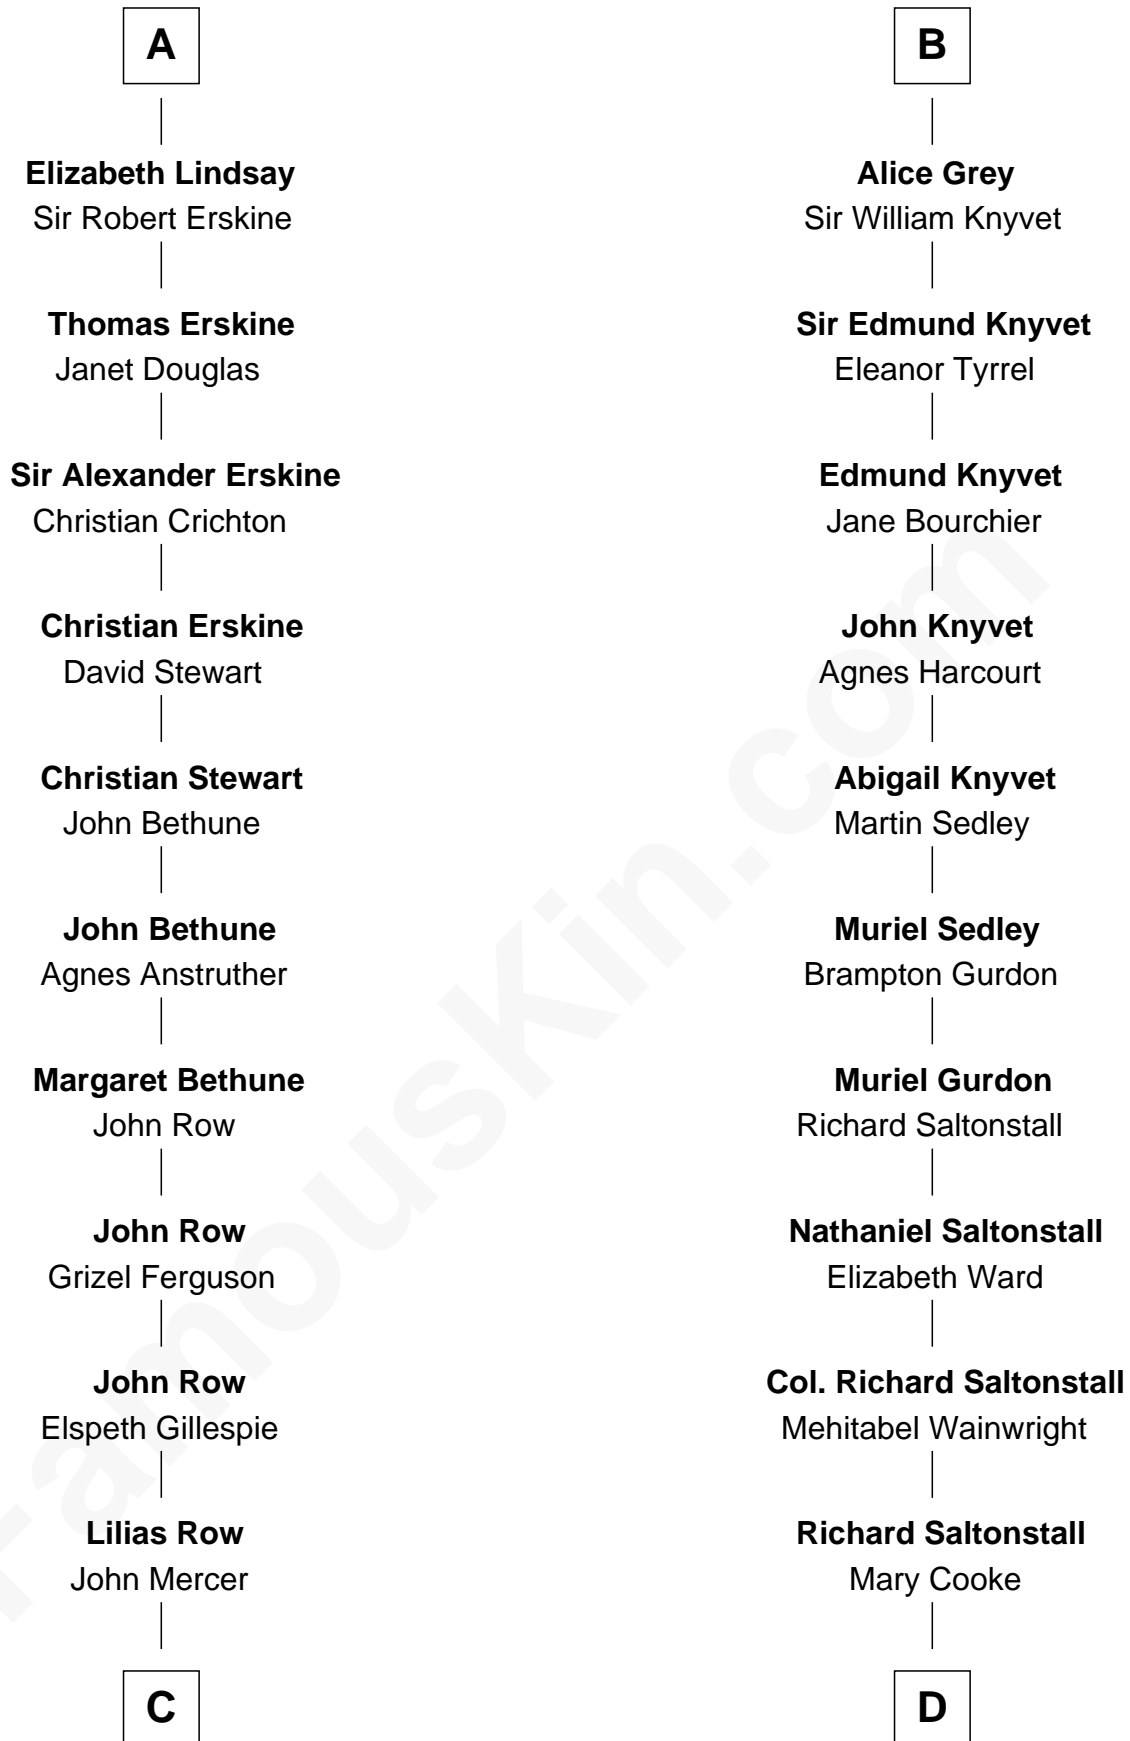 A
Elizabeth Lindsay
Sir Robert Erskine
Thomas Erskine
Janet Douglas
Sir Alexander Erskine
Christian Crichton
Christian Erskine
David Stewart
Christian Stewart
John Bethune
John Bethune
Agnes Anstruther
Margaret Bethune
John Row
John Row
Grizel Ferguson
John Row
Elspeth Gillespie
Lilias Row
John Mercer
C
B
Alice Grey
Sir William Knyvet
Sir Edmund Knyvet
Eleanor Tyrrel
Edmund Knyvet
Jane Bourchier
John Knyvet
Agnes Harcourt
Abigail Knyvet
Martin Sedley
Muriel Sedley
Brampton Gurdon
Muriel Gurdon
Richard Saltonstall
Nathaniel Saltonstall
Elizabeth Ward
Col. Richard Saltonstall
Mehitabel Wainwright
Richard Saltonstall
Mary Cooke
D
FamousKin.com